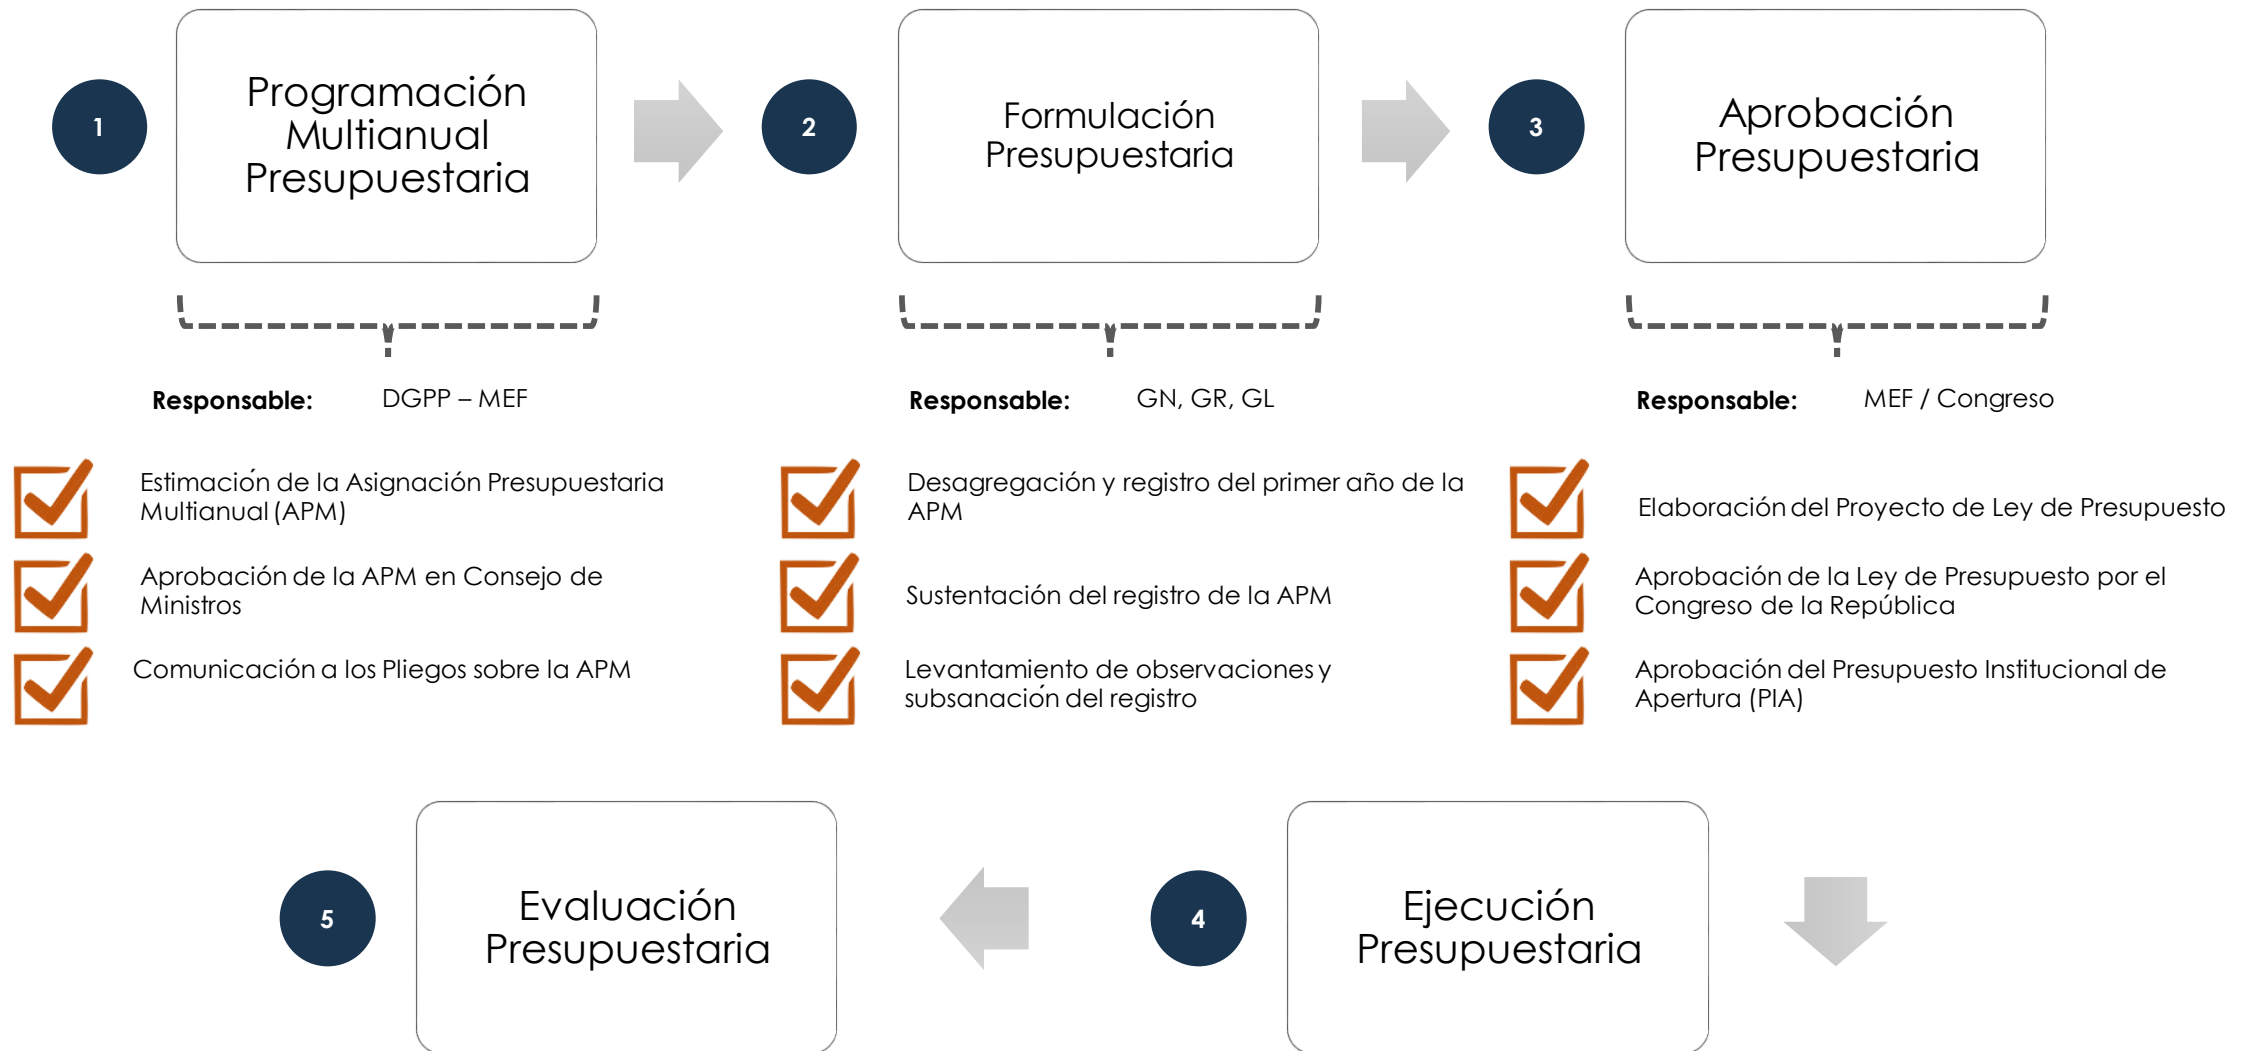 1
Programación
Multianual
Presupuestaria
2
Formulación
Presupuestaria
3
Aprobación
Presupuestaria
Responsable: DGPP – MEF
Estimación de la Asignación Presupuestaria
Multianual (APM)
Aprobación de la APM en Consejo de
Ministros
Comunicación a los Pliegos sobre la APM
Responsable: GN, GR, GL
Desagregación y registro del primer año de la
APM
Sustentación del registro de la APM
Levantamiento de observaciones y
subsanación del registro
Responsable: MEF / Congreso
Elaboración del Proyecto de Ley de Presupuesto
Aprobación de la Ley de Presupuesto por el
Congreso de la República
Aprobación del Presupuesto Institucional de
Apertura (PIA)
4
Ejecución
Presupuestaria
5
Evaluación
Presupuestaria